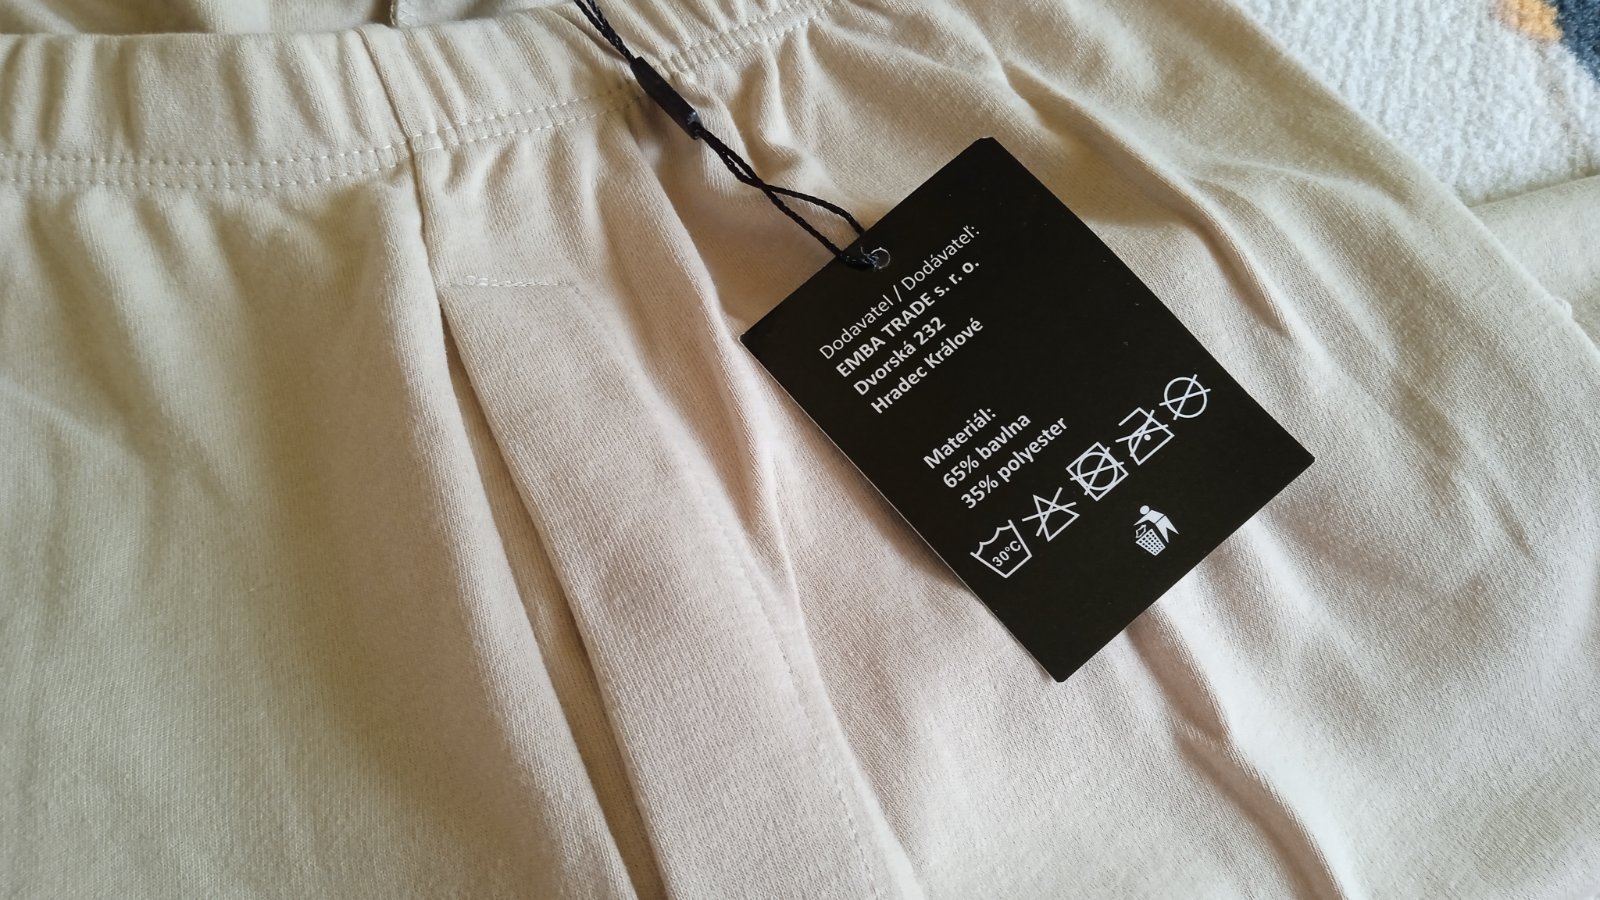 Dodavatel / Dodávateľ:
EMBA TRADE s. r. o.
Dvorská 232
Hradec Králové
Materiál:
65% bavlna
35% polyester
30°C